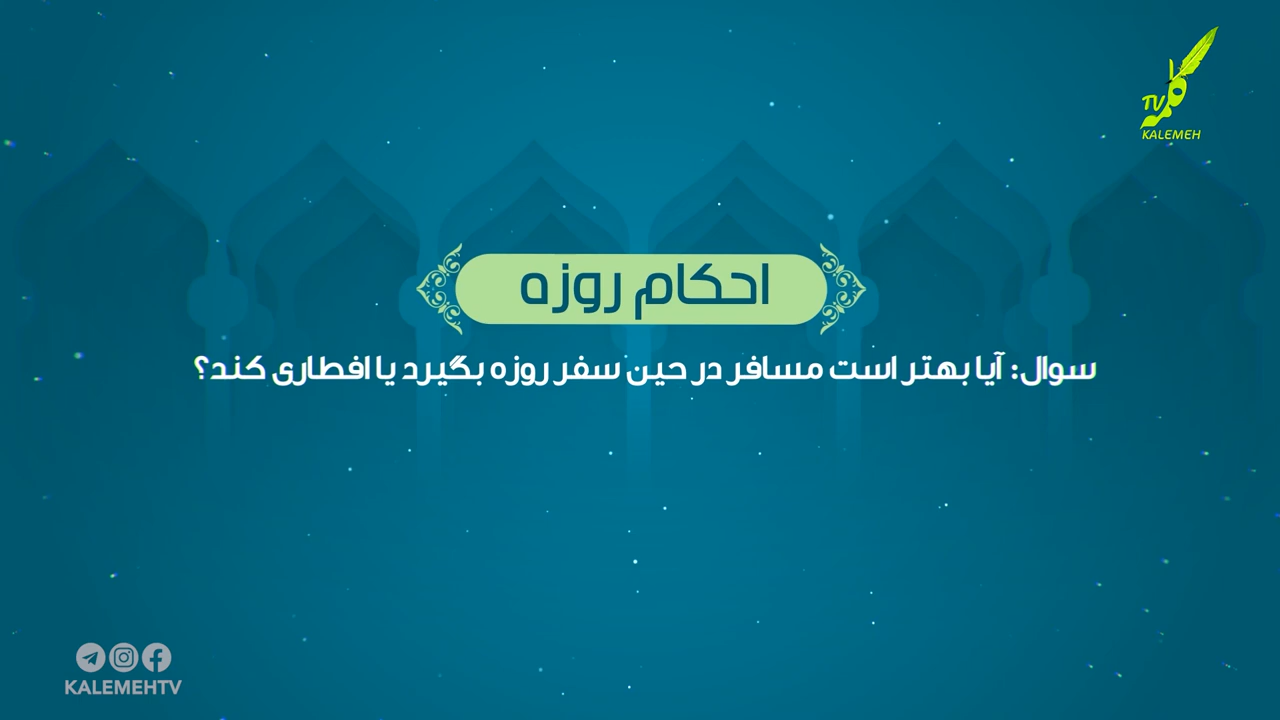 TV
KALEMEH
احکام روزه
سوال: آیا بهتر است مسافر در حین سفر روزه بگیرد یا افطاری کند؟
KALEMEHTV